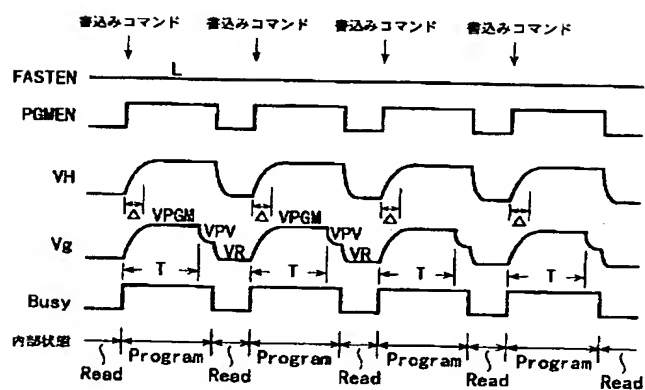 書込みコマンド 書込みコマンド 書込みコマンド 書込みコマンド
FASTEN L
PGMEN
VH
Δ Δ Δ Δ
VPGM VPV VPGM VPV
Vg VR VR
T T T T
Busy
内部状態 Program Program Program Program
Read Read Read Read Read